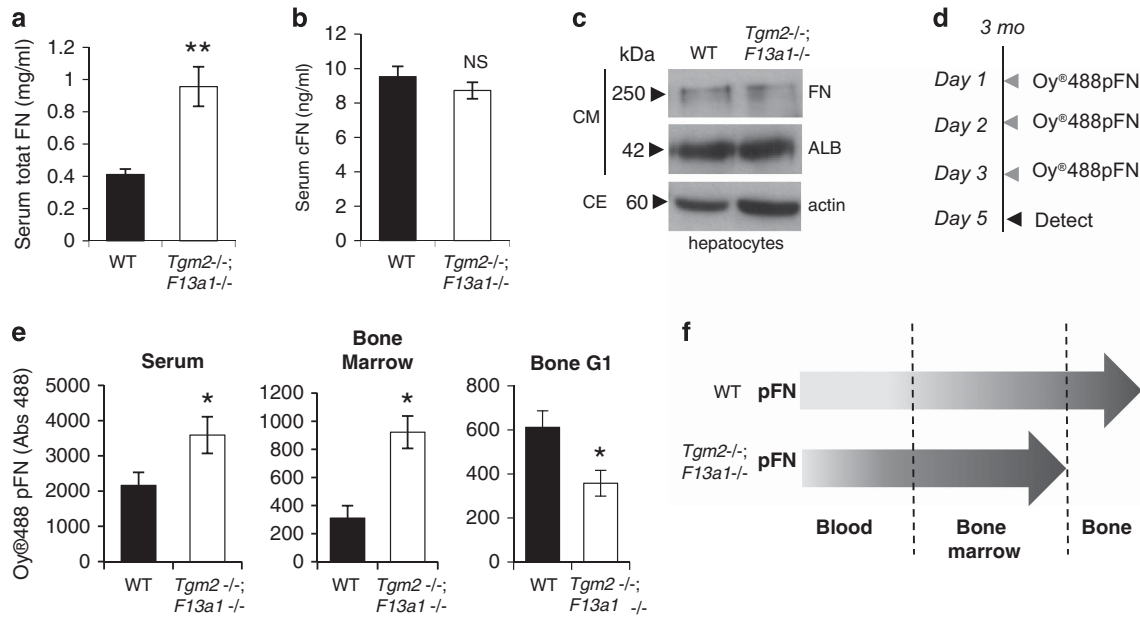 a
Serum totat FN (mg/ml)
1.2
1
0.8
0.6
0.4
0.2
0
**
WT
Tgm2-/-;
F13a1-/-
b
Serum cFN (ng/ml)
12
10
8
6
4
2
0
NS
WT
Tgm2-/-;
F13a1-/-
c
kDa
WT
Tgm2-/-;
F13a1-/-
CM
250
FN
42
ALB
CE
60
actin
hepatocytes
d
3 mo
Day 1
Oy®488pFN
Day 2
Oy®488pFN
Day 3
Oy®488pFN
Day 5
Detect
e
Oy®488 pFN (Abs 488)
Serum
5000
4000
3000
2000
1000
0
*
WT
Tgm2 -/-;
F13a1 -/-
Bone
Marrow
1200
1000
800
600
400
200
0
*
WT
Tgm2 -/-;
F13a1 -/-
Bone G1
800
600
400
200
0
*
WT
Tgm2 -/-;
F13a1 -/-
f
WT pFN
Tgm2-/-;
F13a1-/- pFN
Blood
Bone
marrow
Bone